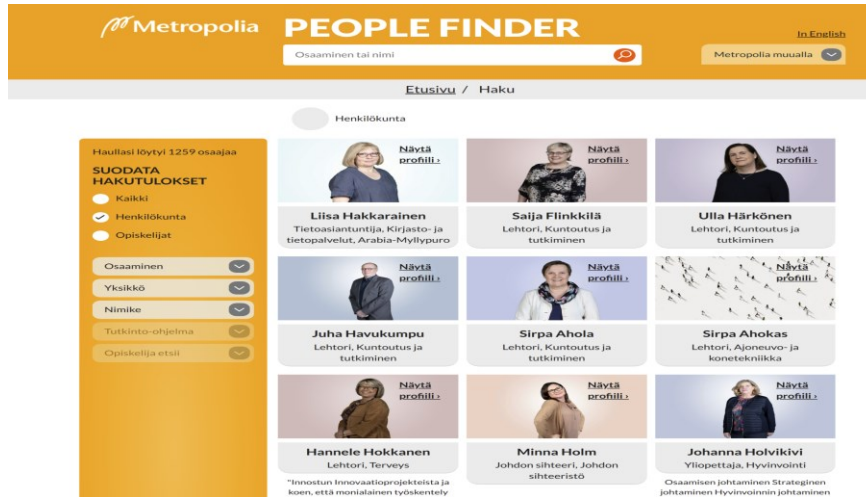 Metropolia
PEOPLE FINDER
In English
Osaaminen tai nimi
Metropolia muualla
Etusivu / Haku
Henkilökunta
Haullasi löytyi 1259 osaajaa
SUODATA
HAKUTULOKSET
Kaikki
Henkilökunta
Opiskelijat
Osaaminen
Yksikkö
Nimike
Tutkinto-ohjelma
Opiskelija etsii
Näytä
profiili ›
Liisa Hakkarainen
Tietoasiantuntija, Kirjasto- ja
tietopalvelut, Arabia-Myllypuro
Näytä
profiili ›
Saija Flinkkilä
Lehtori, Kuntoutus ja
tutkiminen
Näytä
profiili ›
Ulla Härkönen
Lehtori, Kuntoutus ja
tutkiminen
Näytä
profiili ›
Juha Havukumpu
Lehtori, Kuntoutus ja
tutkiminen
Näytä
profiili ›
Sirpa Ahola
Lehtori, Kuntoutus ja
tutkiminen
Näytä
profiili ›
Sirpa Ahokas
Lehtori, Ajoneuvo- ja
konetekniikka
Näytä
profiili ›
Hannele Hokkanen
Lehtori, Terveys
"Innostun Innovaatioprojekteista ja
koen, että monialainen työskentely
Näytä
profiili ›
Minna Holm
Johdon sihteeri, Johdon
sihteeristö
Näytä
profiili ›
Johanna Holvikivi
Yliopettaja, Hyvinvointi
Osaamisen johtaminen Strateginen
johtaminen Hyvinvoinnin johtaminen